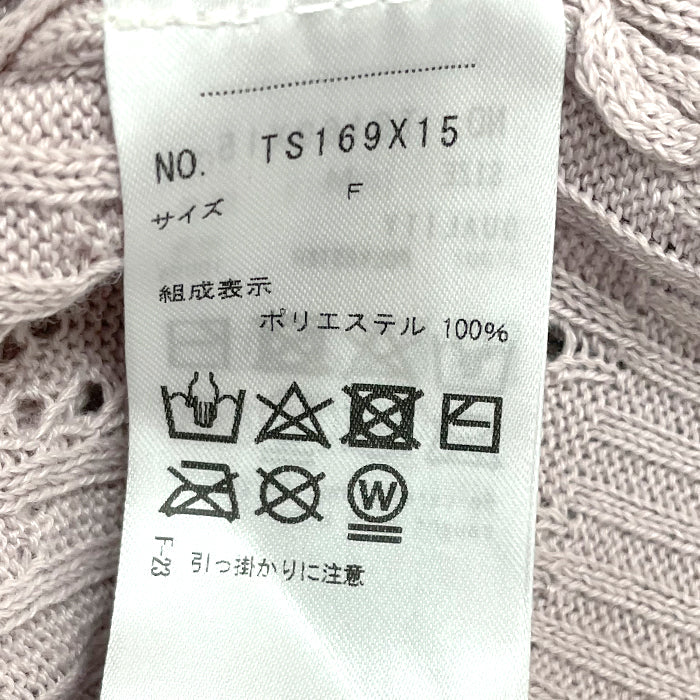 NO. TS169X15
サイズ F
組成表示
ポリエステル 100%
W
F-23 引っ掛かりに注意